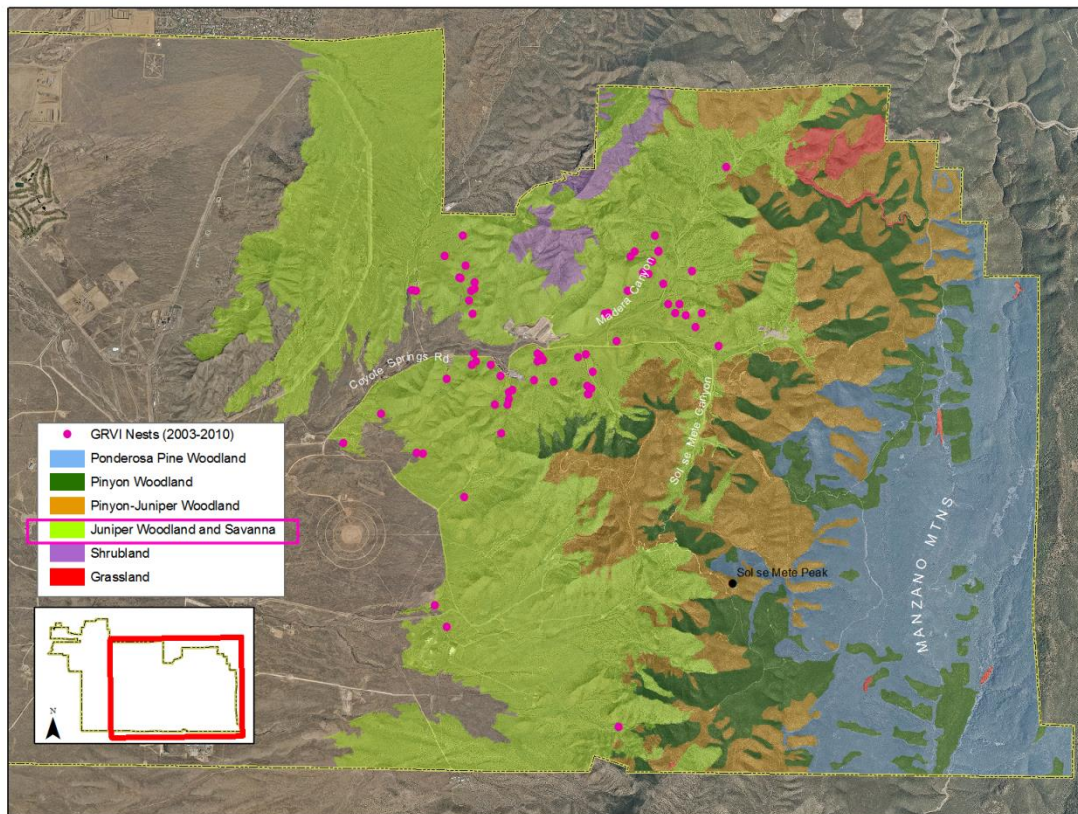 Madera Canyon
Coyote Springs Rd
Sol se Mete Canyon
Sol se Mete Peak
MANZANO MTNS
GRVI Nests (2003-2010)
Ponderosa Pine Woodland
Pinyon Woodland
Pinyon-Juniper Woodland
Juniper Woodland and Savanna
Shrubland
Grassland
N